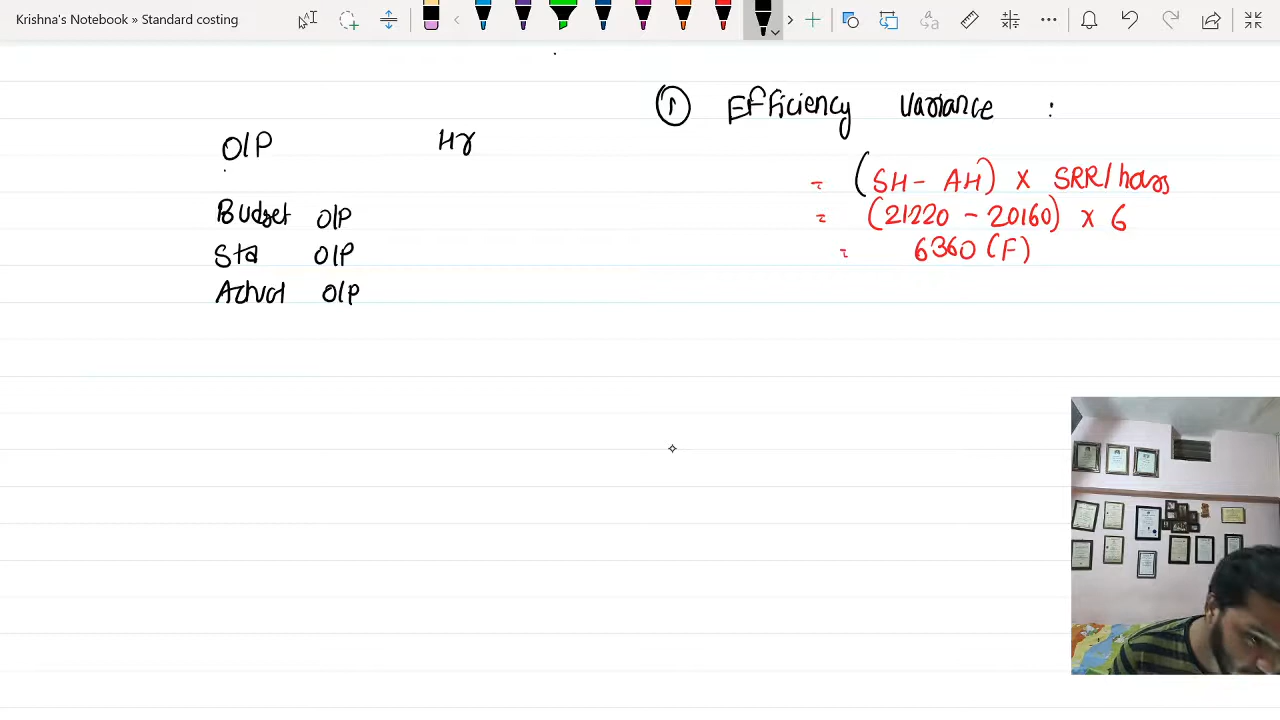 Krishna's Notebook » Standard costing
① Efficiency Variance :
O/P Hr
= (SH - AH) × SRR/hours
Budget O/P
= (21220 - 20160) × 6
Std O/P
= 6360 (F)
Actual O/P